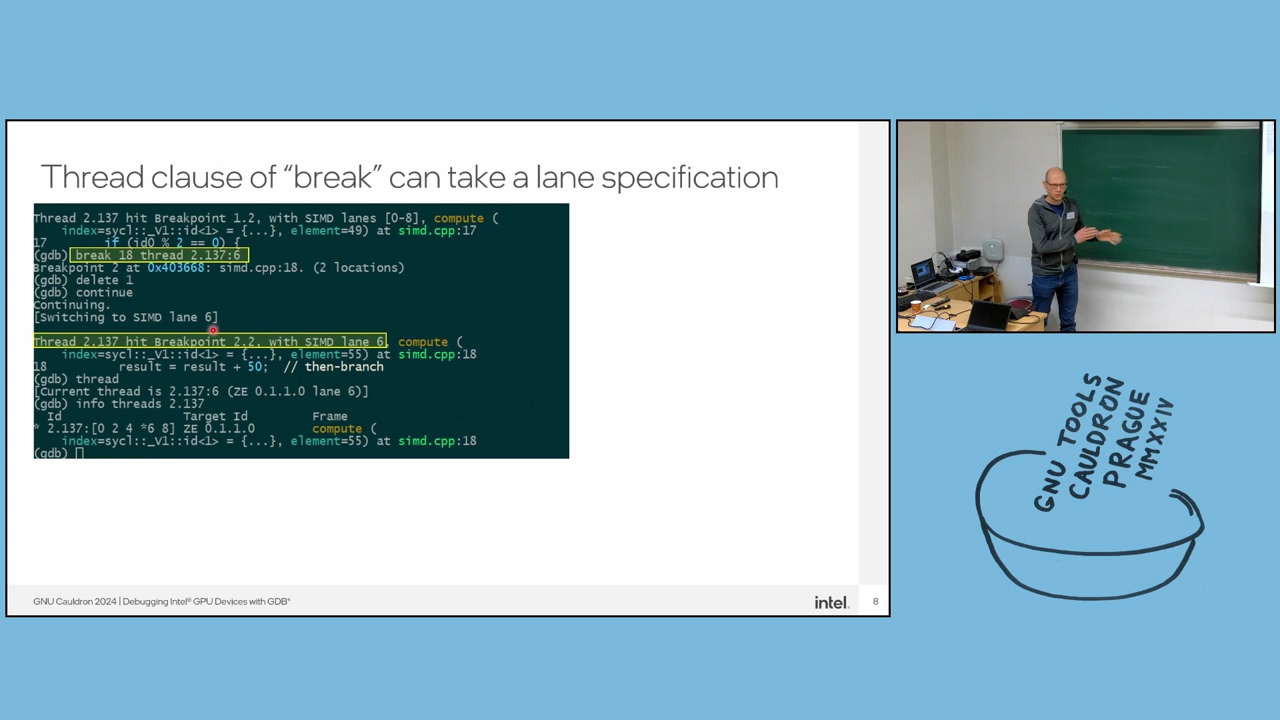 Thread clause of “break” can take a lane specification
Thread 2.137 hit Breakpoint 1.2, with SIMD lanes [0-8], compute (
index=sycl::_V1::id<1> = {...}, element=49) at simd.cpp:17
17 if (id0 % 2 == 0) {
(gdb) break 18 thread 2.137:6
Breakpoint 2 at 0x403668: simd.cpp:18. (2 locations)
(gdb) delete 1
(gdb) continue
Continuing.
[Switching to SIMD lane 6]
Thread 2.137 hit Breakpoint 2.2, with SIMD lane 6, compute (
index=sycl::_V1::id<1> = {...}, element=55) at simd.cpp:18
18 result = result + 50; // then-branch
(gdb) thread
[Current thread is 2.137:6 (ZE 0.1.1.0 lane 6)]
(gdb) info threads 2.137
Id Target Id Frame
* 2.137:[0 2 4 *6 8] ZE 0.1.1.0 compute (
index=sycl::_V1::id<1> = {...}, element=55) at simd.cpp:18
(gdb)
GNU Cauldron 2024 | Debugging Intel® GPU Devices with GDB*
intel.
8
GNU TOOLS
CAULDRON
PRAGUE
MMXXIV